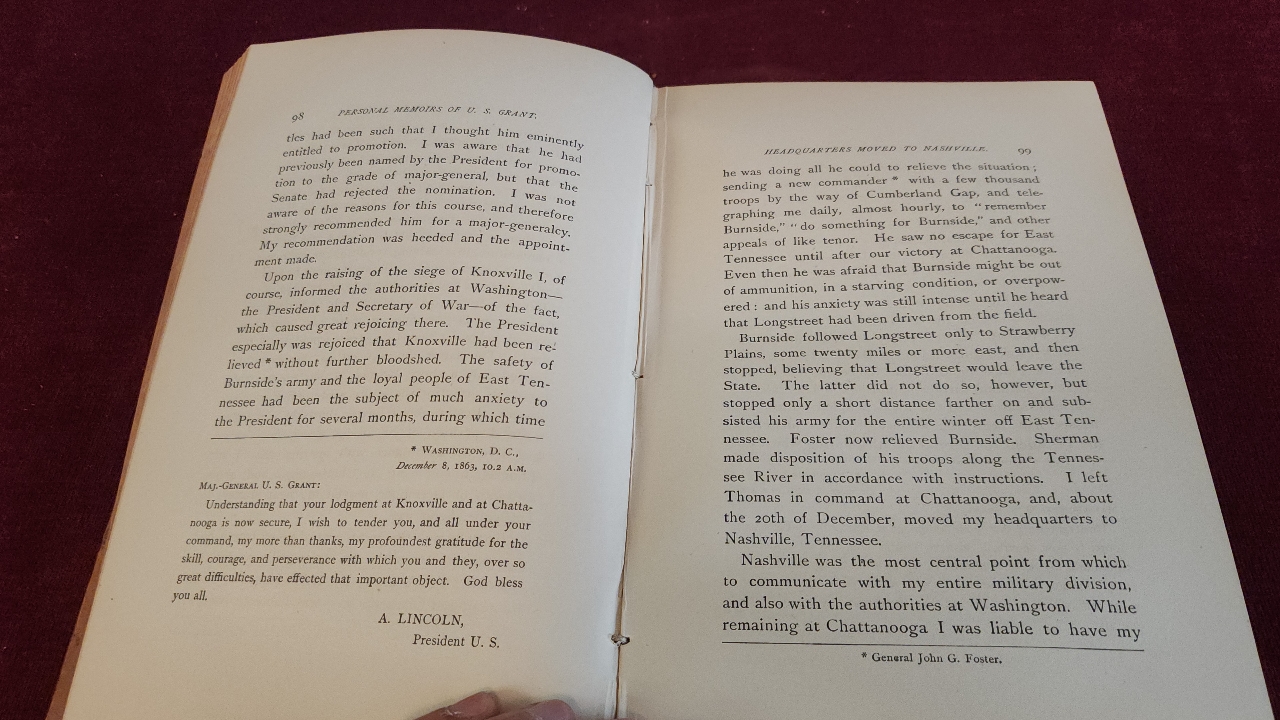 98 PERSONAL MEMOIRS OF U. S. GRANT.
tles had been such that I thought him eminently
entitled to promotion. I was aware that he had
previously been named by the President for promo-
tion to the grade of major-general, but that the
Senate had rejected the nomination. I was not
aware of the reasons for this course, and therefore
strongly recommended him for a major-generalcy.
My recommendation was heeded and the appoint-
ment made.
Upon the raising of the siege of Knoxville I, of
course, informed the authorities at Washington—
the President and Secretary of War—of the fact,
which caused great rejoicing there. The President
especially was rejoiced that Knoxville had been re-
lieved * without further bloodshed. The safety of
Burnside's army and the loyal people of East Ten-
nessee had been the subject of much anxiety to
the President for several months, during which time
* WASHINGTON, D. C.,
December 8, 1863, 10.2 A.M.
MAJ.-GENERAL U. S. GRANT:
Understanding that your lodgment at Knoxville and at Chatta-
nooga is now secure, I wish to tender you, and all under your
command, my more than thanks, my profoundest gratitude for the
skill, courage, and perseverance with which you and they, over so
great difficulties, have effected that important object. God bless
you all.
A. LINCOLN,
President U. S.
HEADQUARTERS MOVED TO NASHVILLE. 99
he was doing all he could to relieve the situation;
sending a new commander * with a few thousand
troops by the way of Cumberland Gap, and tele-
graphing me daily, almost hourly, to "remember
Burnside," "do something for Burnside," and other
appeals of like tenor. He saw no escape for East
Tennessee until after our victory at Chattanooga.
Even then he was afraid that Burnside might be out
of ammunition, in a starving condition, or overpow-
ered: and his anxiety was still intense until he heard
that Longstreet had been driven from the field.
Burnside followed Longstreet only to Strawberry
Plains, some twenty miles or more east, and then
stopped, believing that Longstreet would leave the
State. The latter did not do so, however, but
stopped only a short distance farther on and sub-
sisted his army for the entire winter off East Ten-
nessee. Foster now relieved Burnside. Sherman
made disposition of his troops along the Tennes-
see River in accordance with instructions. I left
Thomas in command at Chattanooga, and, about
the 20th of December, moved my headquarters to
Nashville, Tennessee.
Nashville was the most central point from which
to communicate with my entire military division,
and also with the authorities at Washington. While
remaining at Chattanooga I was liable to have my
* General John G. Foster.